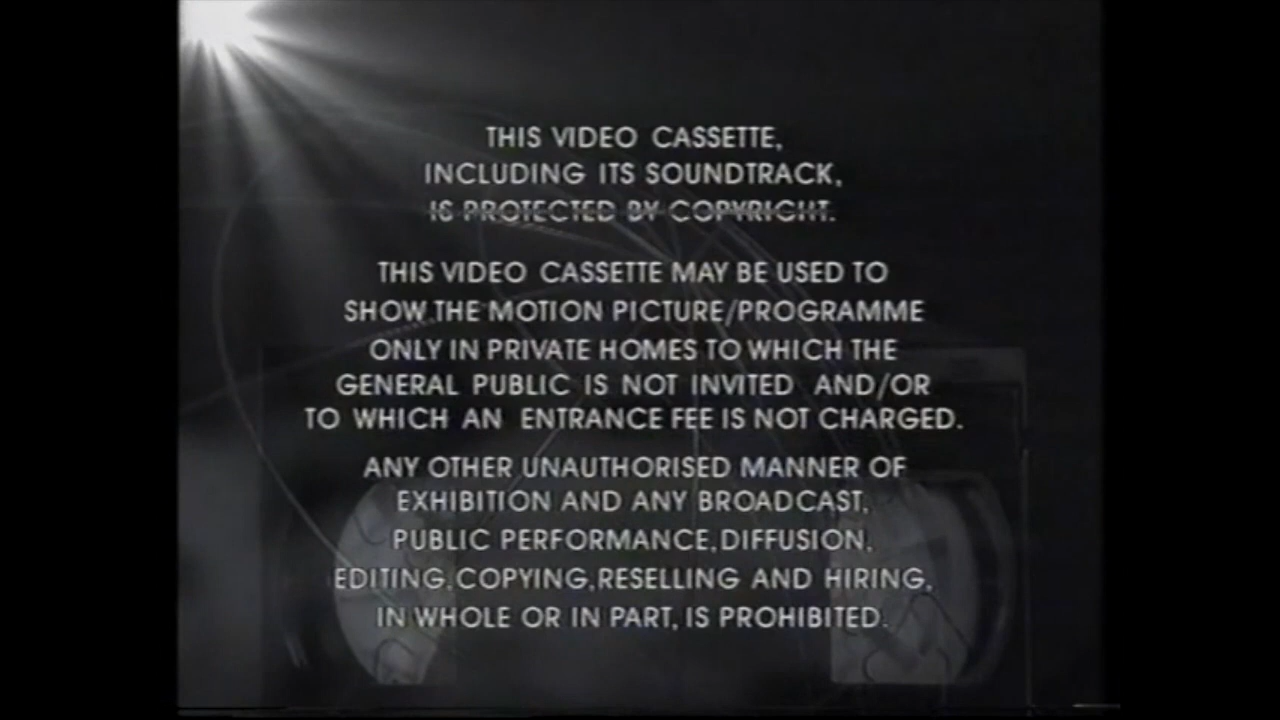 THIS VIDEO CASSETTE,
INCLUDING ITS SOUNDTRACK,
IS PROTECTED BY COPYRIGHT.
THIS VIDEO CASSETTE MAY BE USED TO
SHOW THE MOTION PICTURE/PROGRAMME
ONLY IN PRIVATE HOMES TO WHICH THE
GENERAL PUBLIC IS NOT INVITED AND/OR
TO WHICH AN ENTRANCE FEE IS NOT CHARGED.
ANY OTHER UNAUTHORISED MANNER OF
EXHIBITION AND ANY BROADCAST,
PUBLIC PERFORMANCE, DIFFUSION,
EDITING, COPYING, RESELLING AND HIRING,
IN WHOLE OR IN PART, IS PROHIBITED.